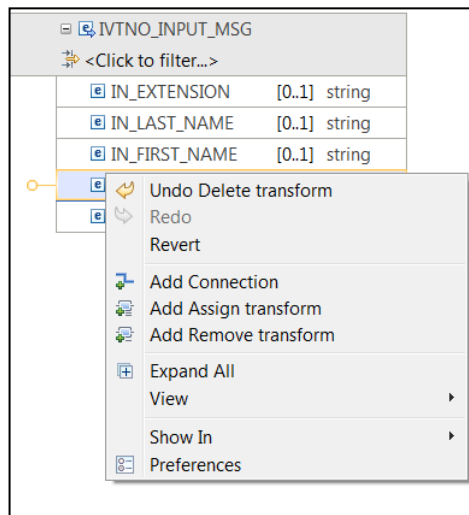 IVTNO_INPUT_MSG
<Click to filter...>
e IN_EXTENSION [0..1] string
e IN_LAST_NAME [0..1] string
e IN_FIRST_NAME [0..1] string
e
e
Undo Delete transform
Redo
Revert
Add Connection
Add Assign transform
Add Remove transform
Expand All
View
Show In
Preferences